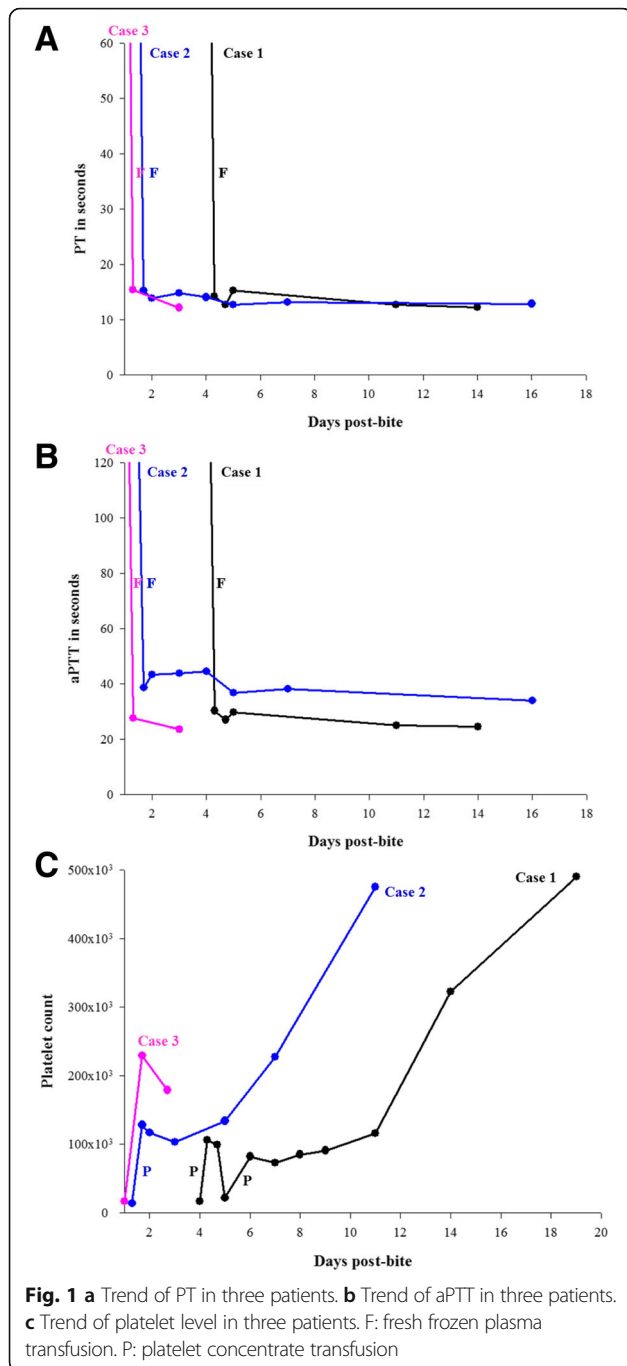 A
Case 3
Case 2
Case 1
60
50
40
30
20
10
0
F F
F
PT in seconds
2 4 6 8 10 12 14 16 18
Days post-bite
B
Case 3
Case 2
Case 1
120
100
80
60
40
20
0
F F
F
aPTT in seconds
2 4 6 8 10 12 14 16 18
Days post-bite
C
500x10³
400x10³
300x10³
200x10³
100x10³
0
Case 1
Case 2
Case 3
P
P
P
Platelet count
2 4 6 8 10 12 14 16 18 20
Days post-bite
Fig. 1 a Trend of PT in three patients. b Trend of aPTT in three patients.
c Trend of platelet level in three patients. F: fresh frozen plasma
transfusion. P: platelet concentrate transfusion